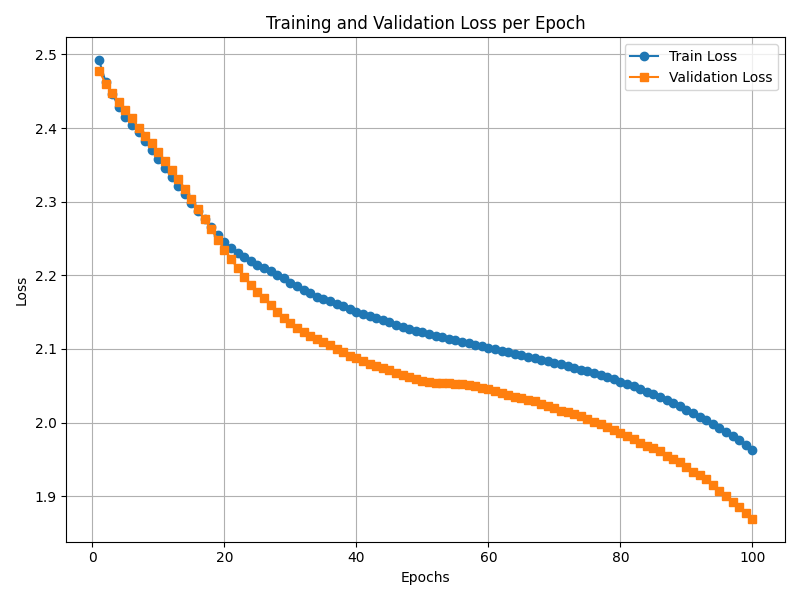 Training and Validation Loss per Epoch
Train Loss
Validation Loss
2.5
2.4
2.3
2.2
2.1
2.0
1.9
Loss
0 20 40 60 80 100
Epochs